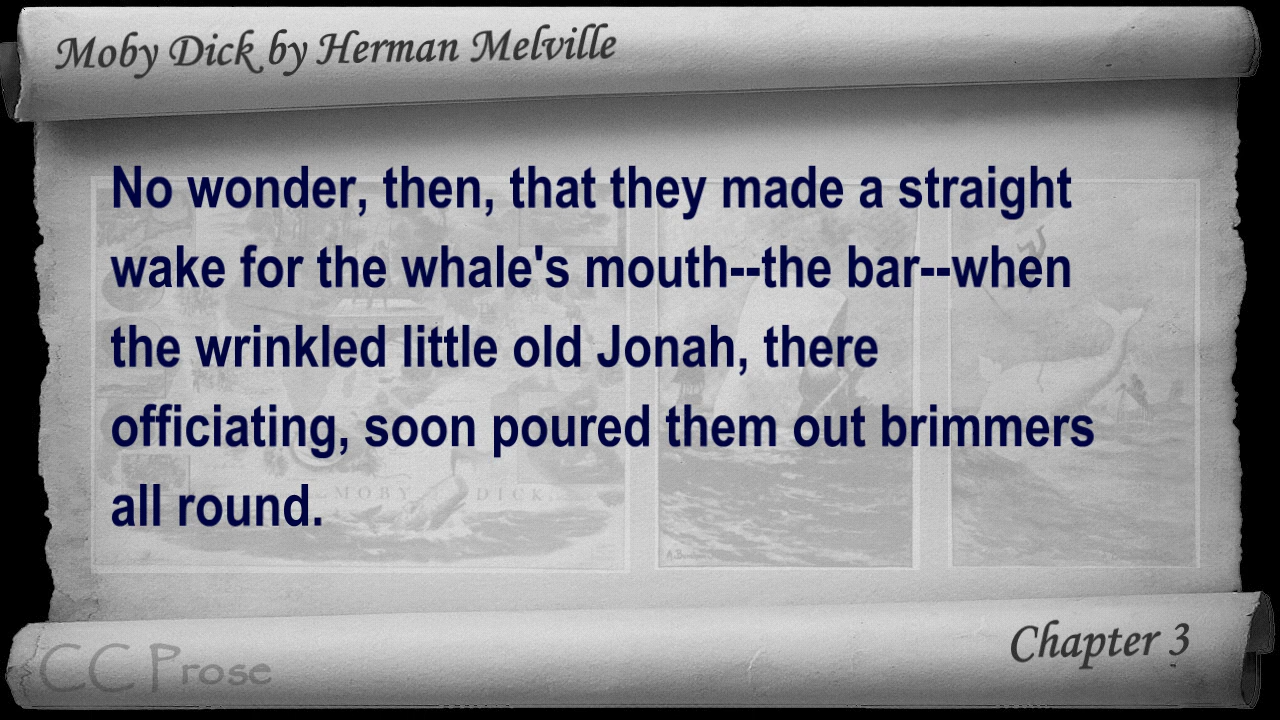 Moby Dick by Herman Melville
No wonder, then, that they made a straight
wake for the whale's mouth--the bar--when
the wrinkled little old Jonah, there
officiating, soon poured them out brimmers
all round.
MOBY DICK
Chapter 3
CC Prose